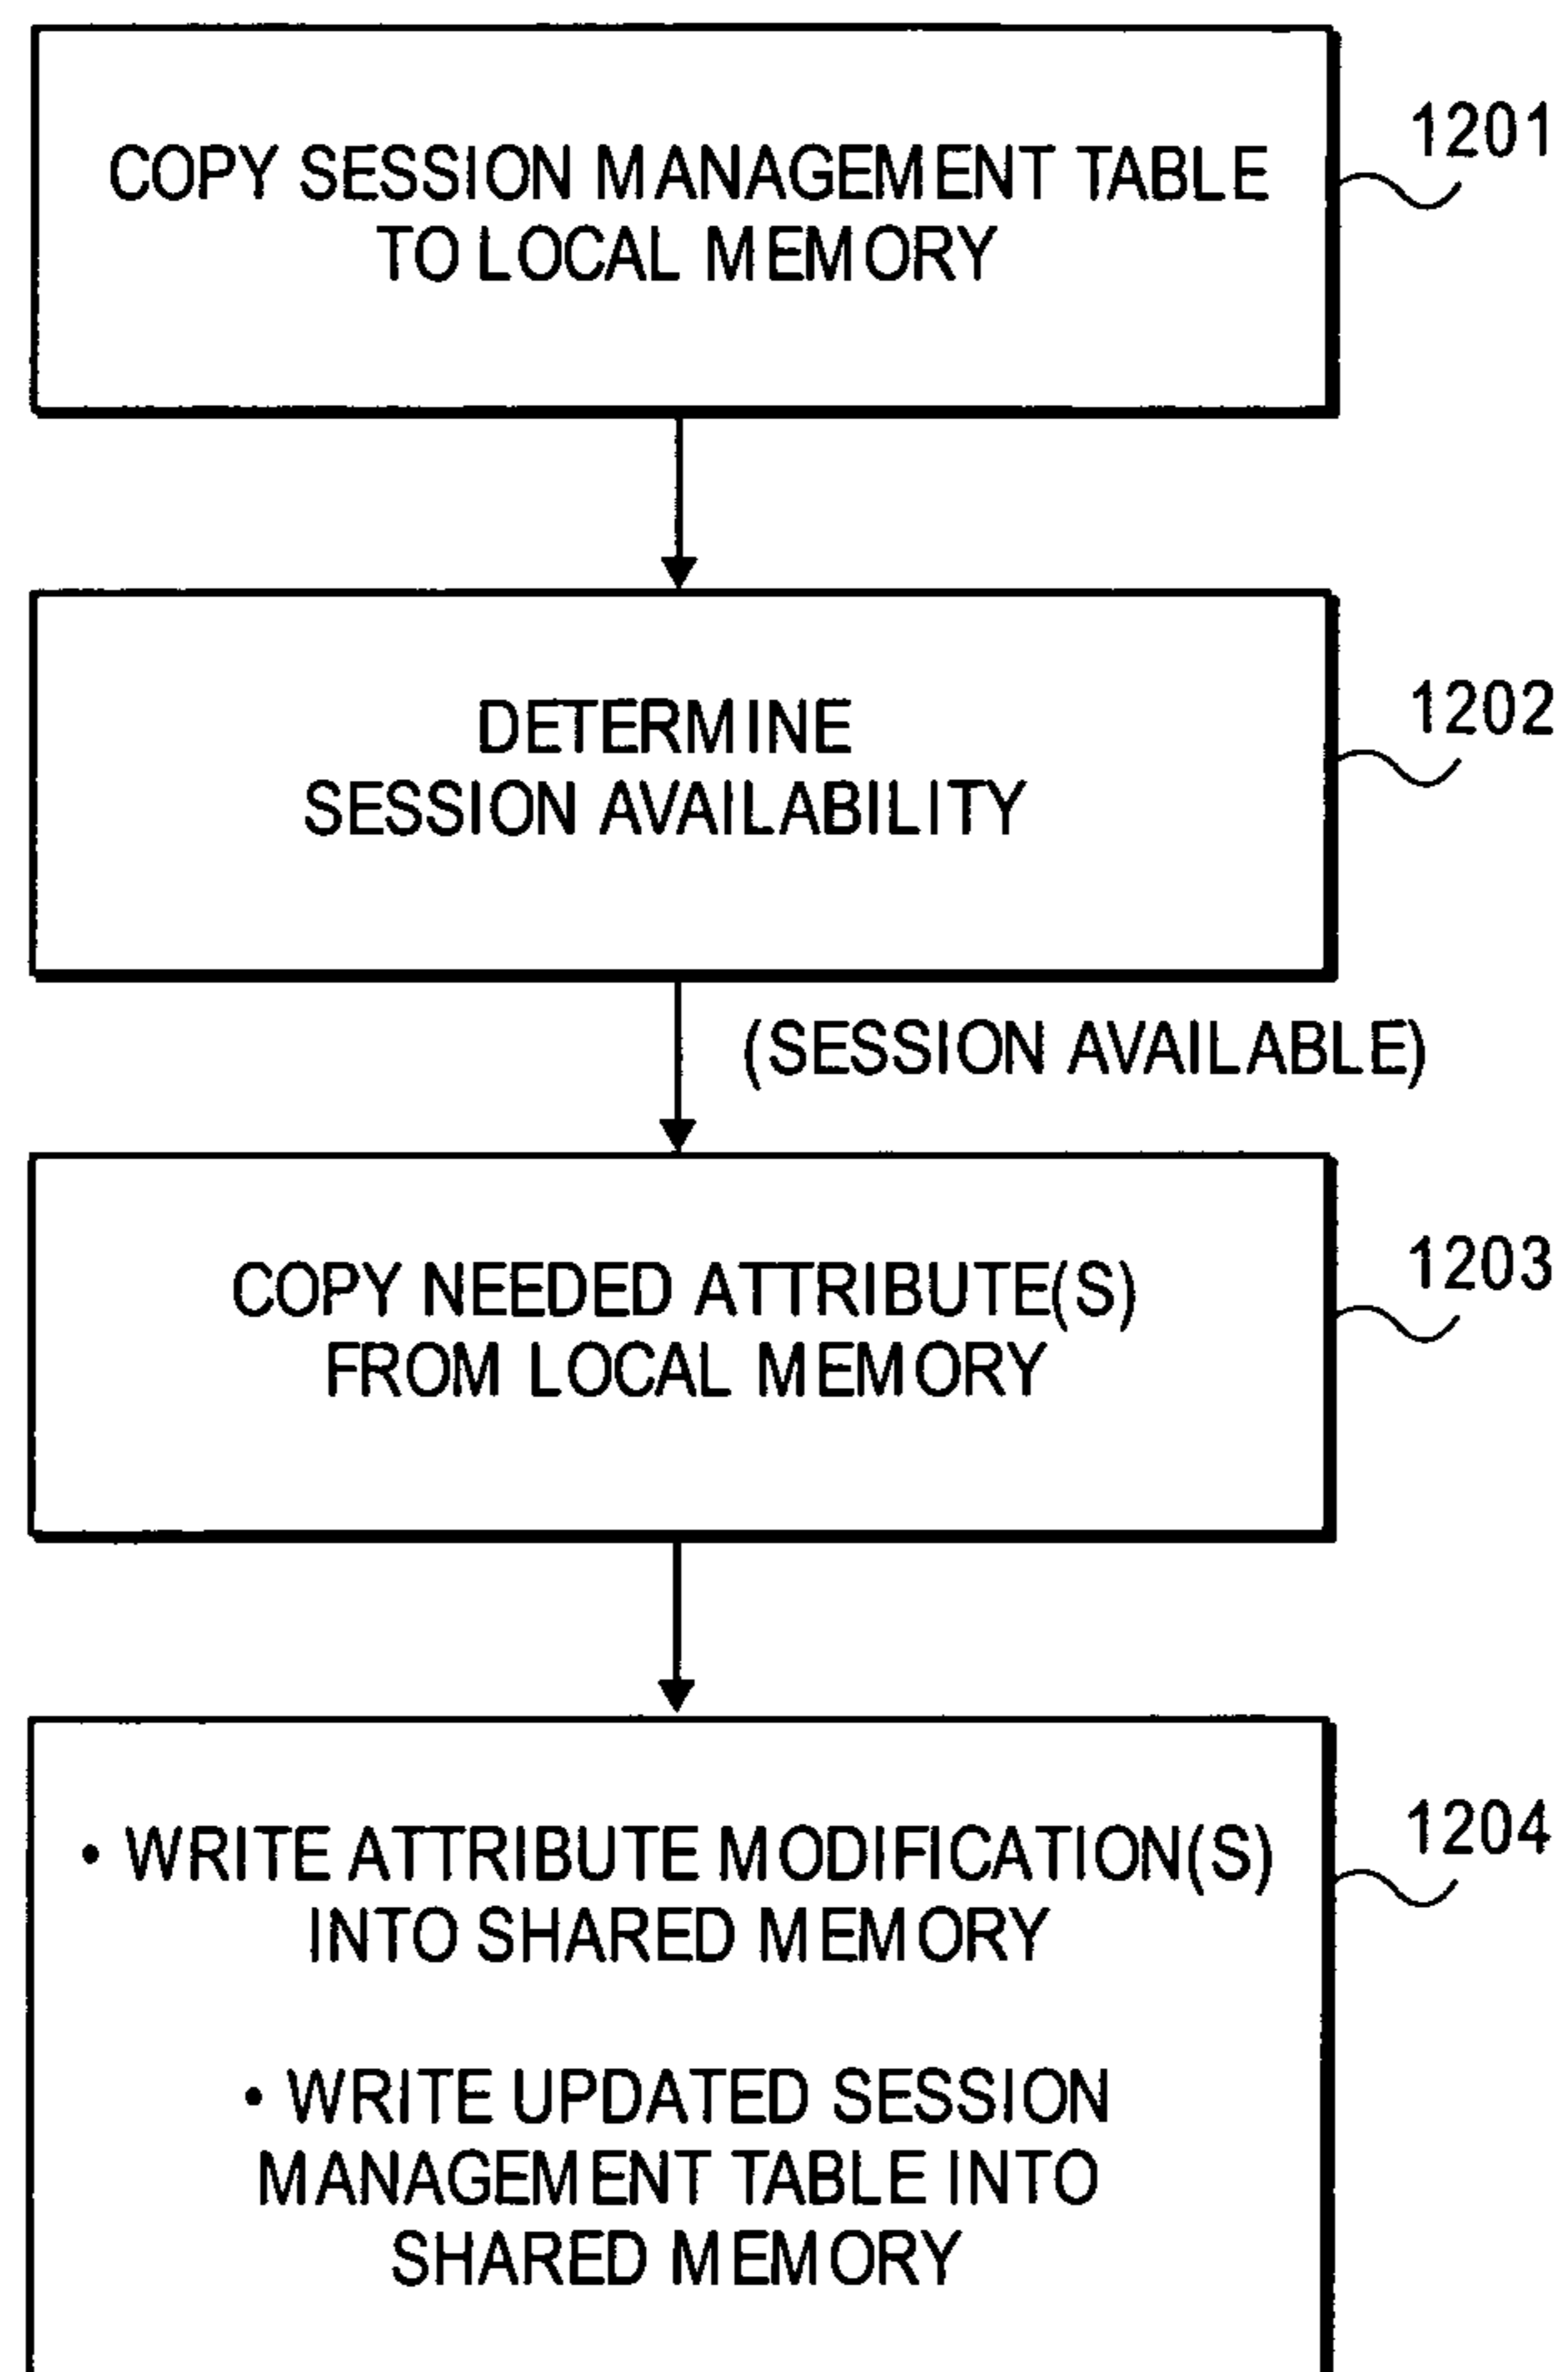 COPY SESSION MANAGEMENT TABLE
TO LOCAL MEMORY
1201
DETERMINE
SESSION AVAILABILITY
1202
(SESSION AVAILABLE)
COPY NEEDED ATTRIBUTE(S)
FROM LOCAL MEMORY
1203
• WRITE ATTRIBUTE MODIFICATION(S)
INTO SHARED MEMORY
• WRITE UPDATED SESSION
MANAGEMENT TABLE INTO
SHARED MEMORY
1204